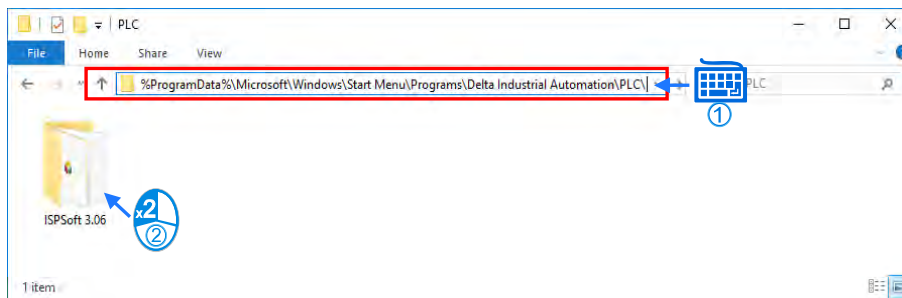 PLC
File Home Share View
%ProgramData%\Microsoft\Windows\Start Menu\Programs\Delta Industrial Automation\PLC\ PLC
①
x2
②
ISPSoft 3.06
1 item